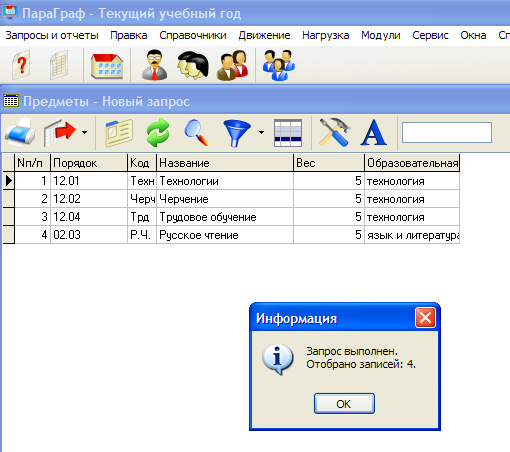 ПараГраф - Текущий учебный год
Запросы и отчеты Правка Справочники Движение Нагрузка Модули Сервис Окна Сп
Предметы - Новый запрос
Nп/п Порядок Код Название Вес Образовательная
1 12.01 Техн Технологии 5 технология
2 12.02 Черч Черчение 5 технология
3 12.04 Трд Трудовое обучение 5 технология
4 02.03 Р.Ч. Русское чтение 5 язык и литература
Информация
Запрос выполнен.
Отобрано записей: 4.
OK